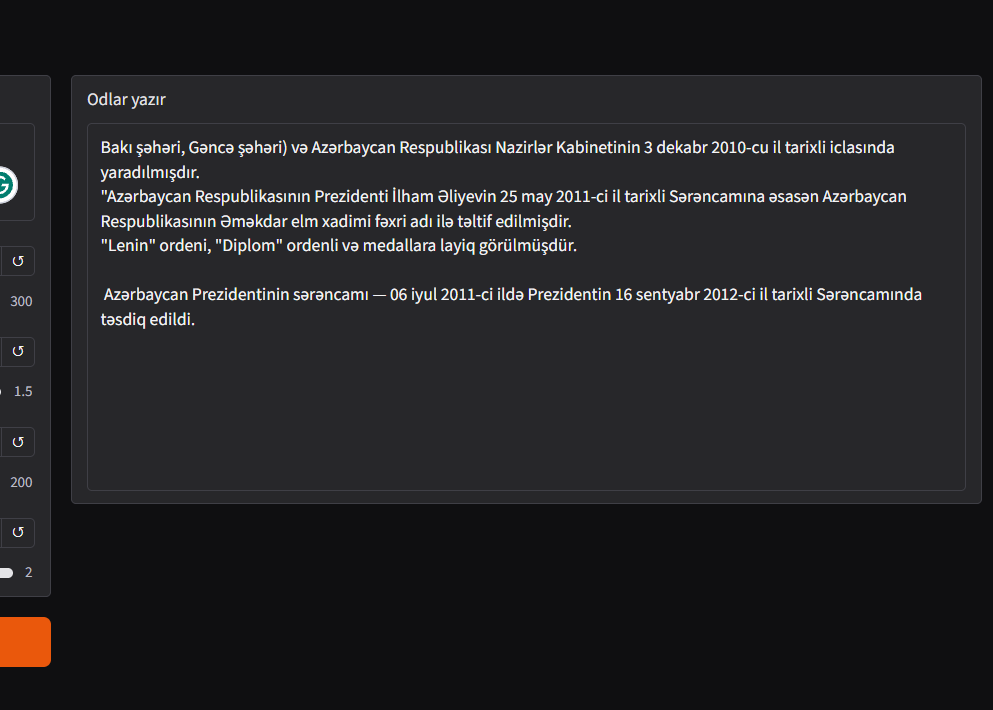 Odlar yazır
Bakı şəhəri, Gəncə şəhəri) və Azərbaycan Respublikası Nazirlər Kabinetinin 3 dekabr 2010-cu il tarixli iclasında
yaradılmışdır.
"Azərbaycan Respublikasının Prezidenti İlham Əliyevin 25 may 2011-ci il tarixli Sərəncamına əsasən Azərbaycan
Respublikasının Əməkdar elm xadimi fəxri adı ilə təltif edilmişdir.
"Lenin" ordeni, "Diplom" ordenli və medallara layiq görülmüşdür.
Azərbaycan Prezidentinin sərəncamı — 06 iyul 2011-ci ildə Prezidentin 16 sentyabr 2012-ci il tarixli Sərəncamında
təsdiq edildi.
300
1.5
200
2